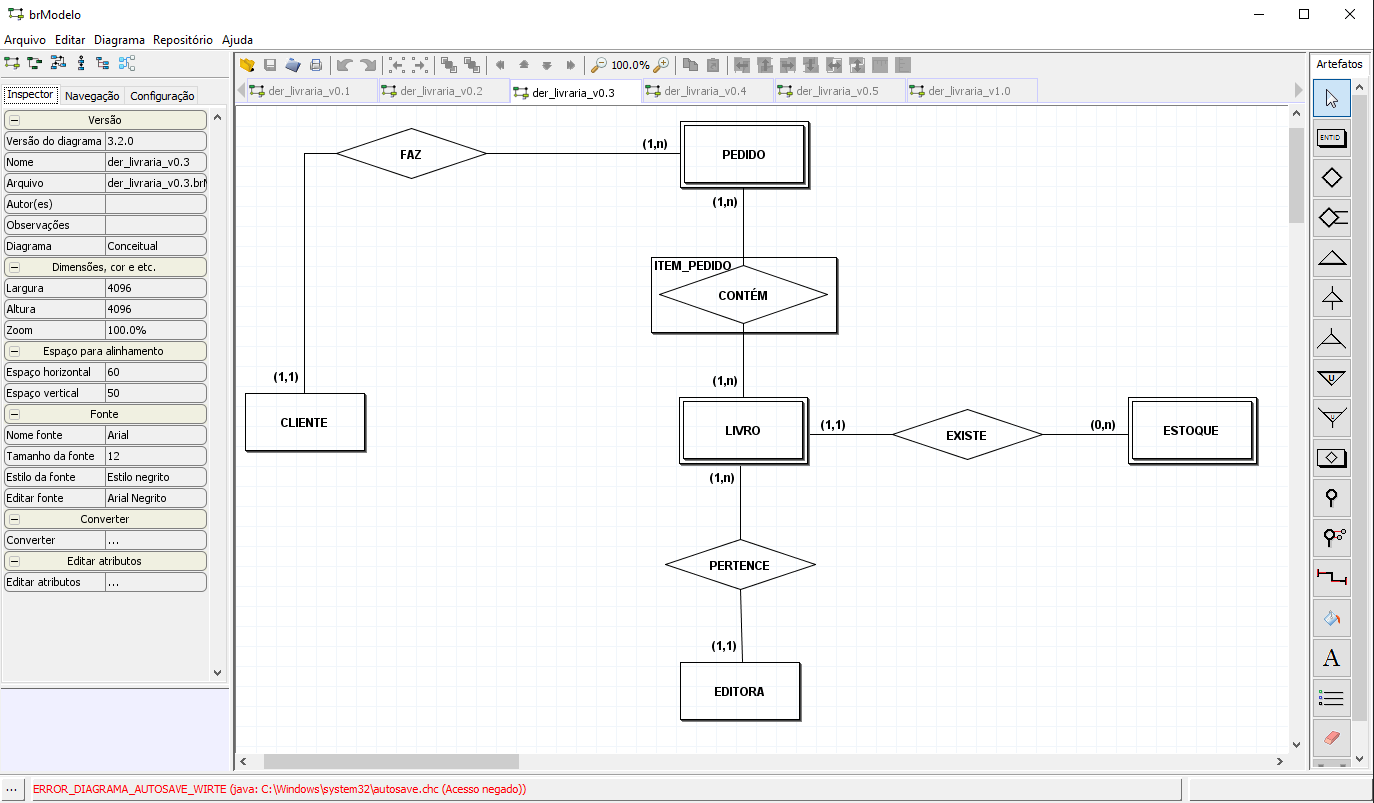 brModelo
Arquivo Editar Diagrama Repositório Ajuda
100.0%
Artefatos
Inspector Navegação Configuração
der_livraria_v0.1 der_livraria_v0.2 der_livraria_v0.3 der_livraria_v0.4 der_livraria_v0.5 der_livraria_v1.0
Versão
Versão do diagrama 3.2.0
Nome der_livraria_v0.3
Arquivo der_livraria_v0.3.brM
Autor(es)
Observações
Diagrama Conceitual
Dimensões, cor e etc.
Largura 4096
Altura 4096
Zoom 100.0%
Espaço para alinhamento
Espaço horizontal 60
Espaço vertical 50
Fonte
Nome fonte Arial
Tamanho da fonte 12
Estilo da fonte Estilo negrito
Editar fonte Arial Negrito
Converter
Converter ...
Editar atributos
Editar atributos ...
FAZ
(1,n)
PEDIDO
(1,n)
ITEM_PEDIDO
CONTÉM
(1,1)
(1,n)
CLIENTE
LIVRO
(1,1)
EXISTE
(0,n)
ESTOQUE
(1,n)
PERTENCE
(1,1)
EDITORA
ENTID
U
U
A
... ERROR_DIAGRAMA_AUTOSAVE_WIRTE (java: C:\Windows\system32\autosave.chc (Acesso negado))